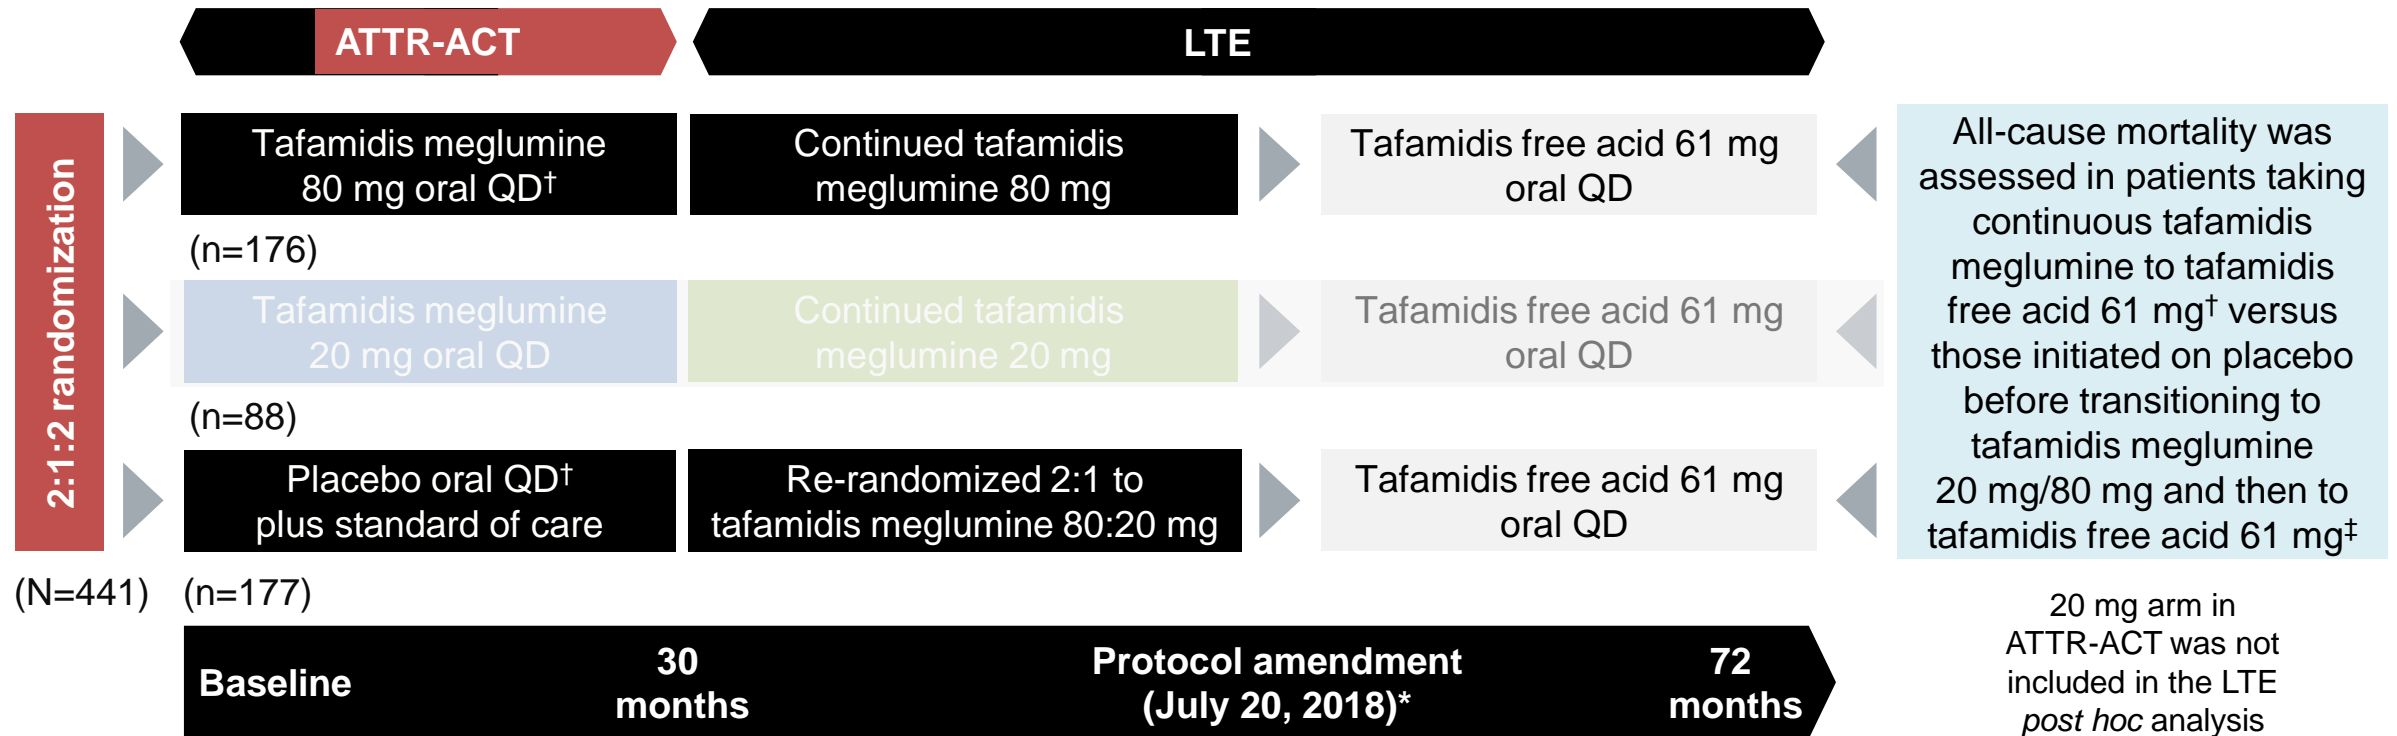 ATTR-ACT
LTE
2:1:2 randomization
(N=441)
Tafamidis meglumine
80 mg oral QD†
Continued tafamidis
meglumine 80 mg
Tafamidis free acid 61 mg
oral QD
(n=176)
Tafamidis meglumine
20 mg oral QD
Continued tafamidis
meglumine 20 mg
Tafamidis free acid 61 mg
oral QD
(n=88)
Placebo oral QD†
plus standard of care
Re-randomized 2:1 to
tafamidis meglumine 80:20 mg
Tafamidis free acid 61 mg
oral QD
(n=177)
All-cause mortality was
assessed in patients taking
continuous tafamidis
meglumine to tafamidis
free acid 61 mg† versus
those initiated on placebo
before transitioning to
tafamidis meglumine
20 mg/80 mg and then to
tafamidis free acid 61 mg‡
20 mg arm in
ATTR-ACT was not
included in the LTE
post hoc analysis
Baseline
30
months
Protocol amendment
(July 20, 2018)*
72
months